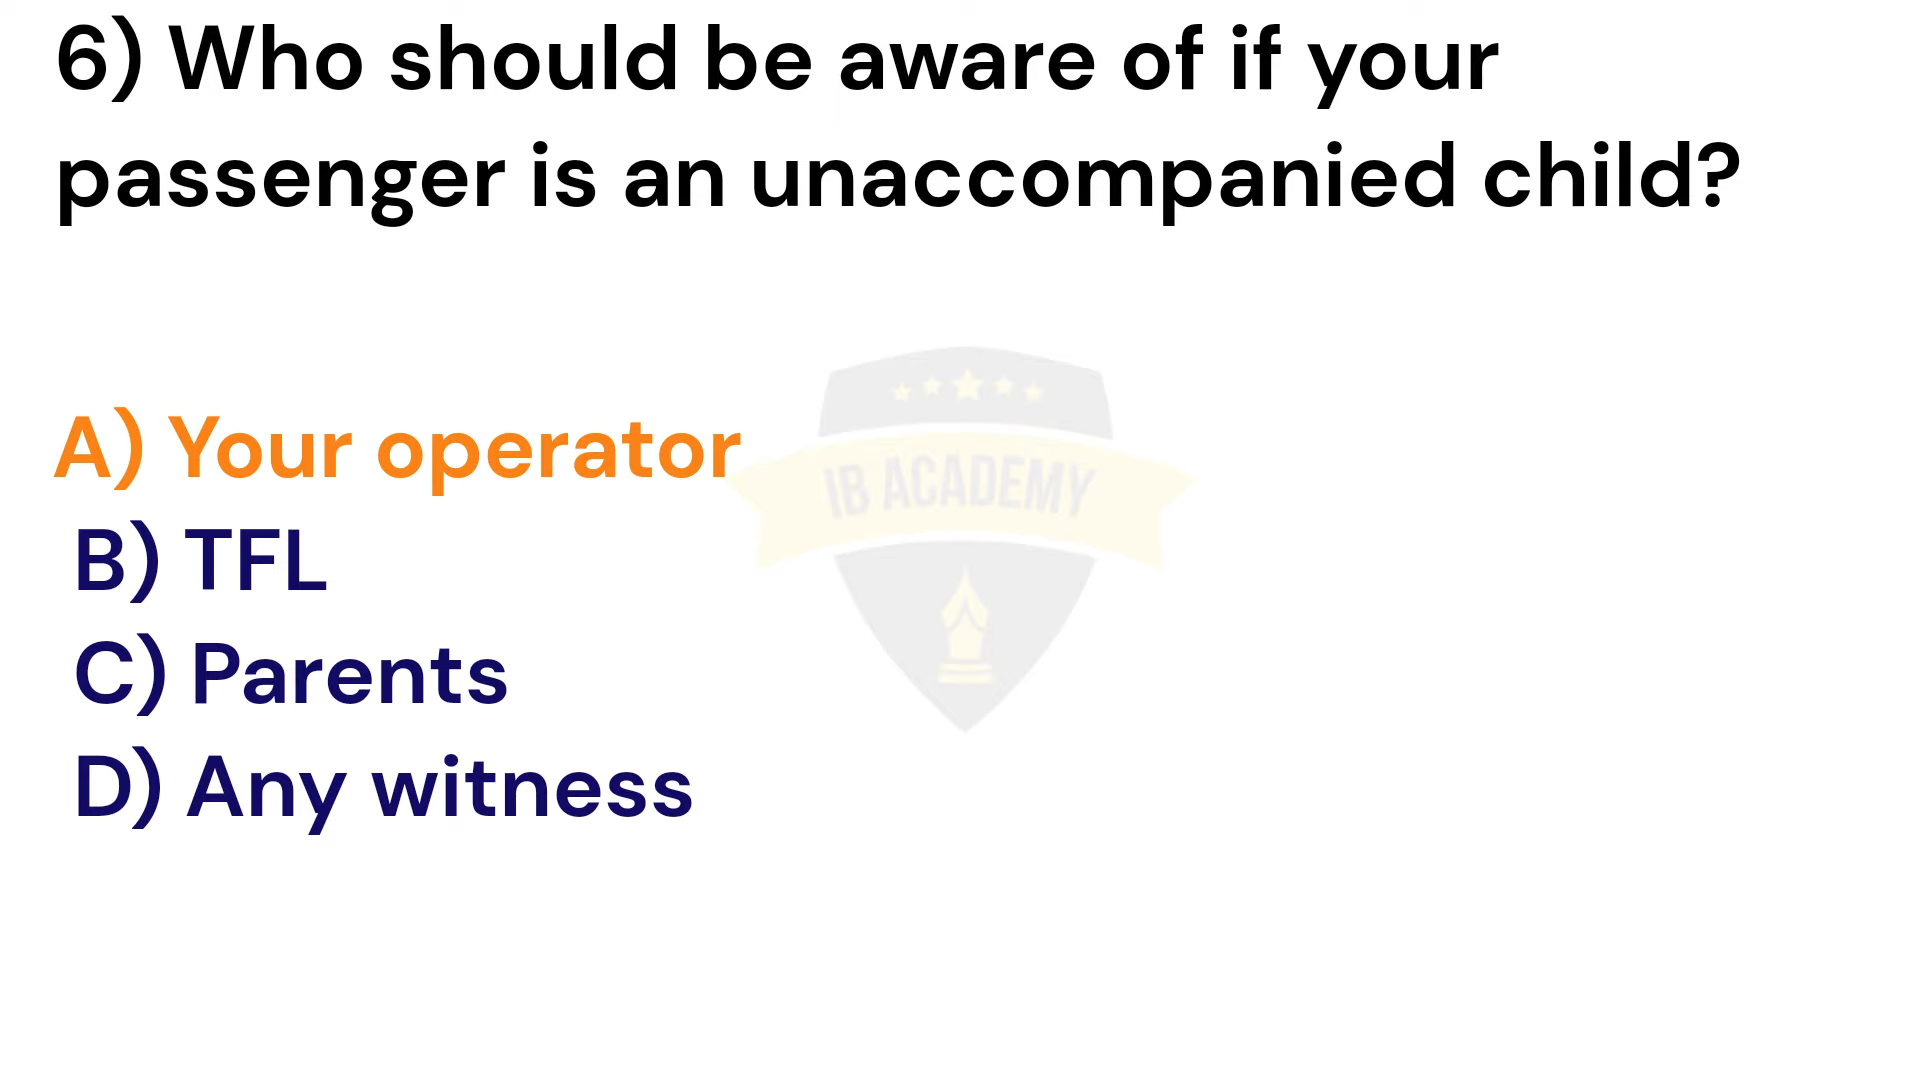 6) Who should be aware of if your
passenger is an unaccompanied child?
A) Your operator
IB ACADEMY
B) TFL
C) Parents
D) Any witness